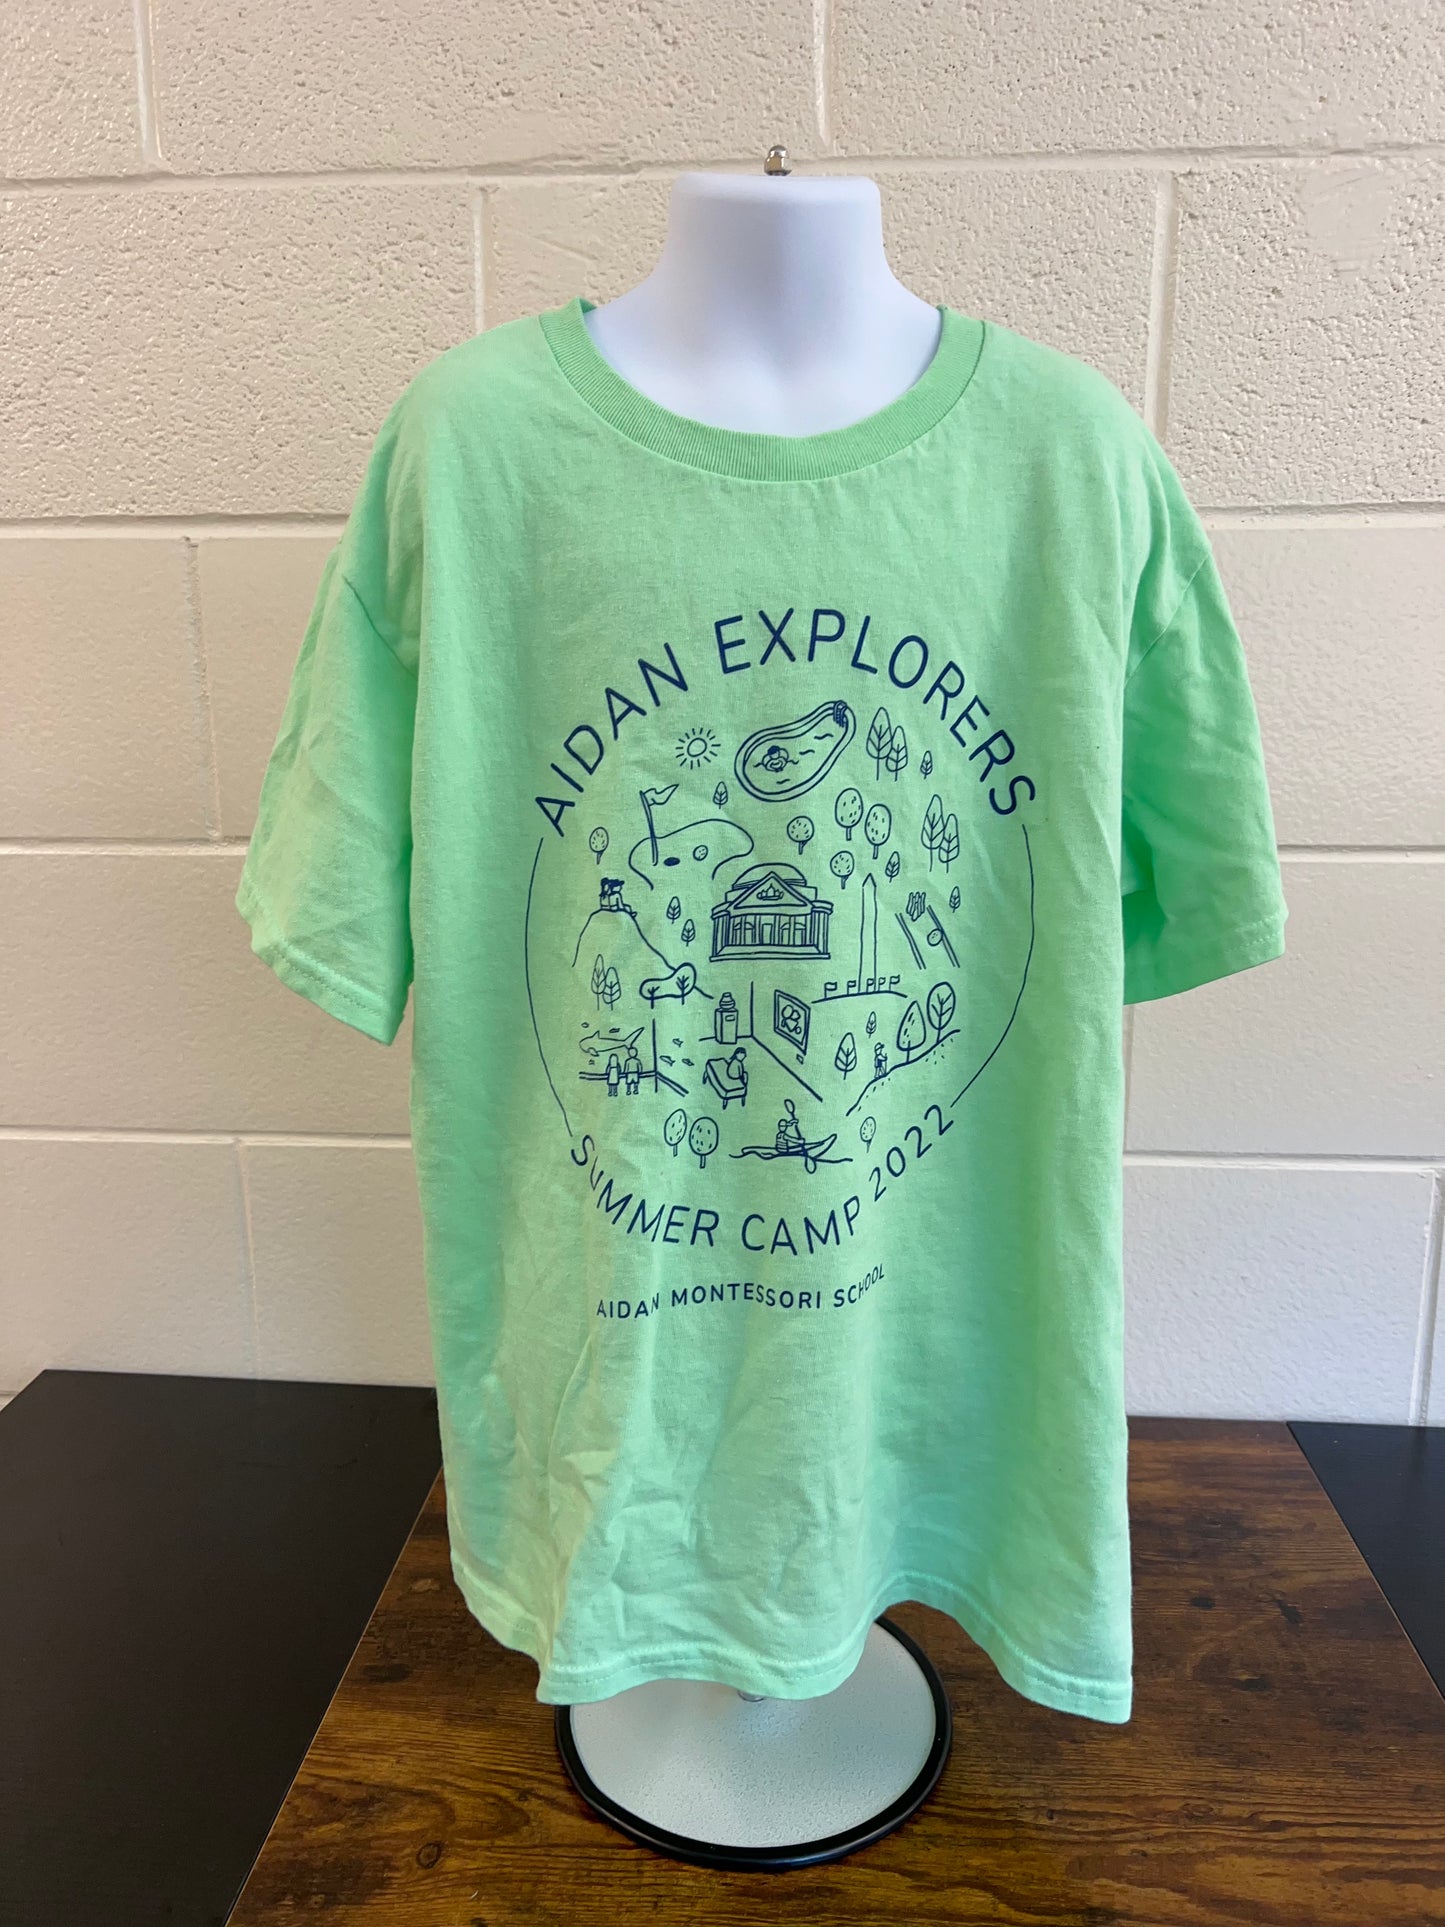 AIDAN EXPLORERS
SUMMER CAMP 2022
AIDAN MONTESSORI SCHOOL